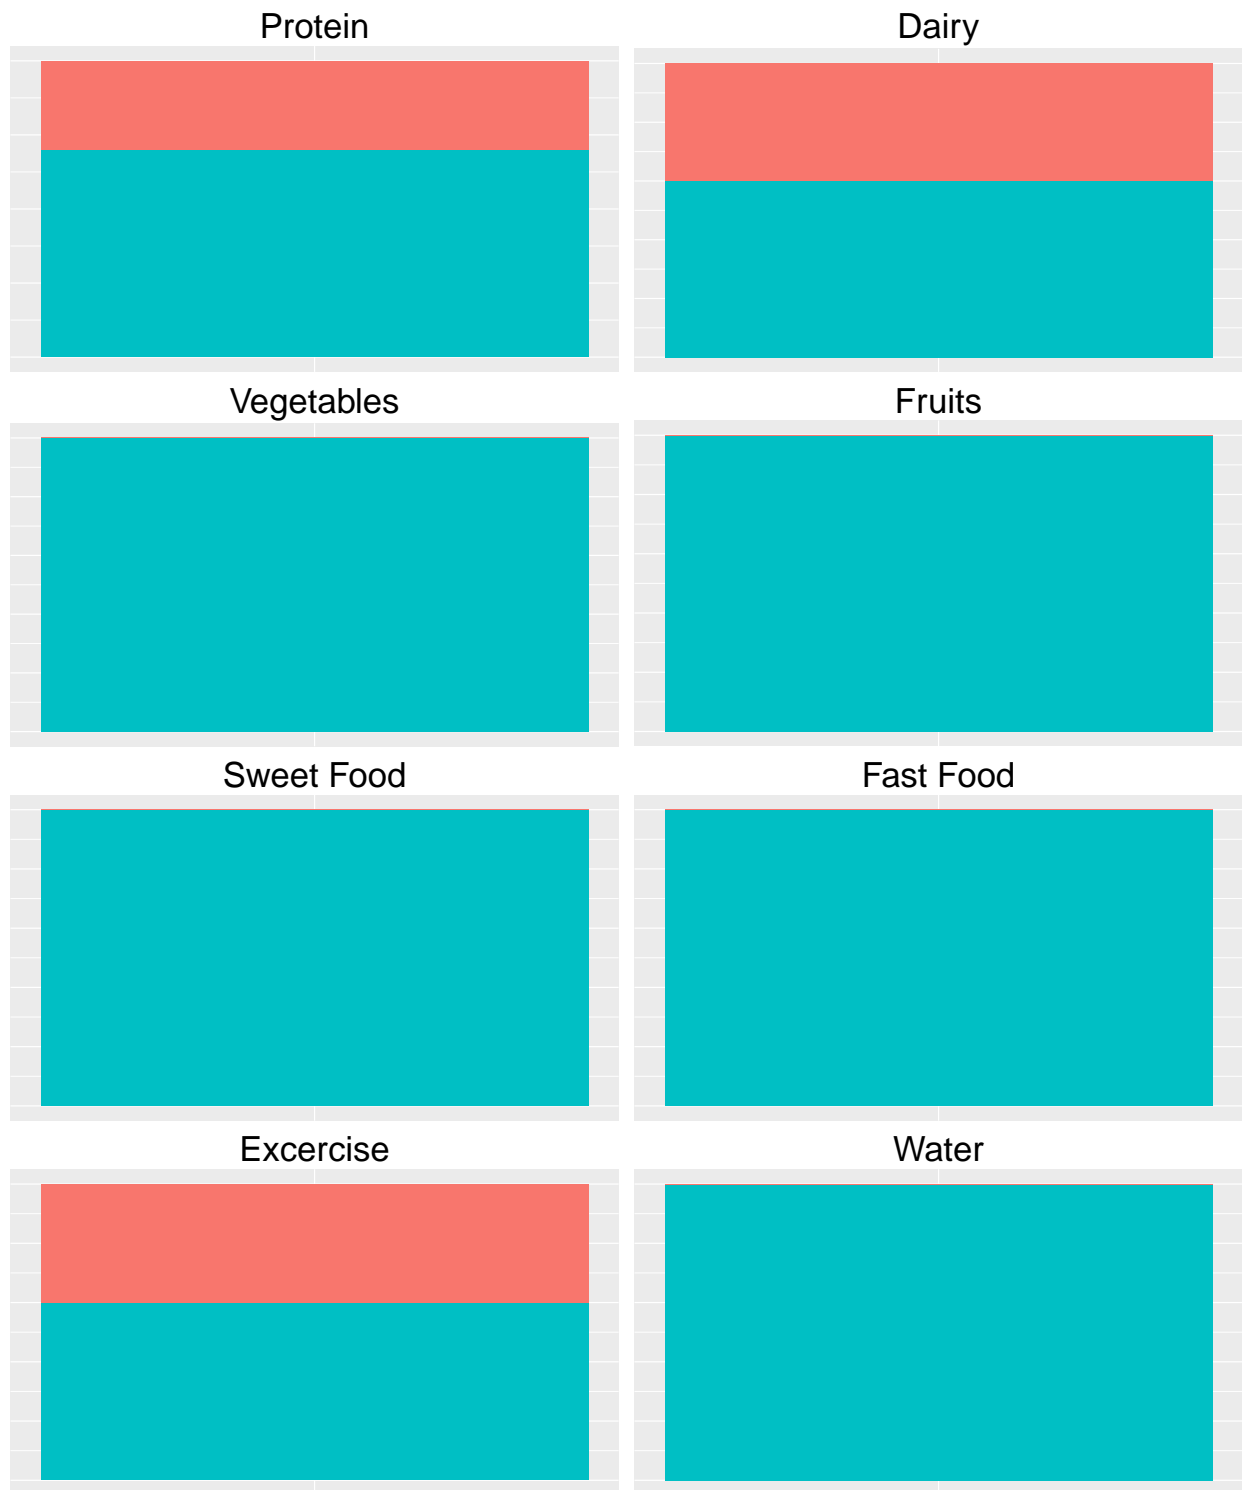 Protein
Dairy
Vegetables
Fruits
Sweet Food
Fast Food
Excercise
Water